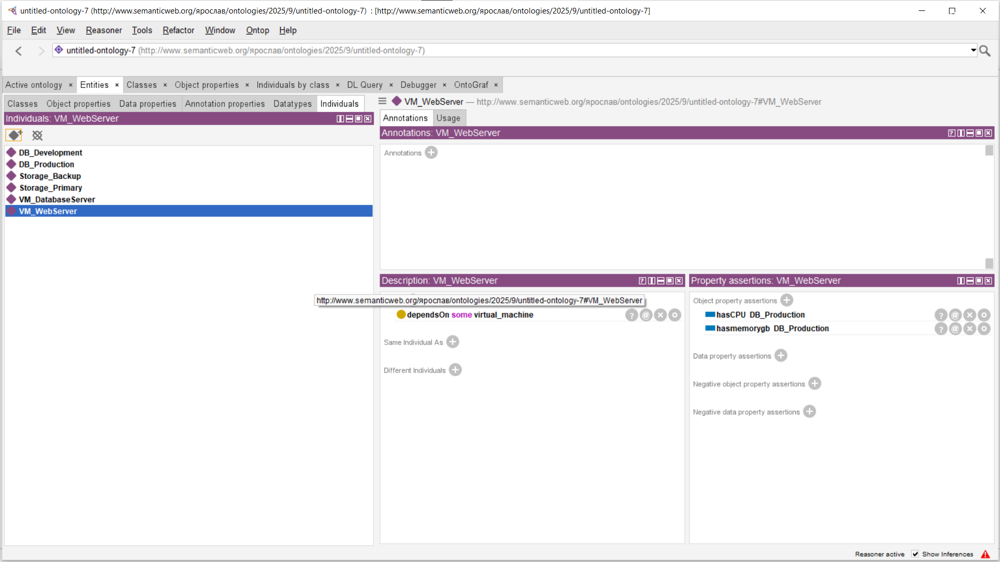 untitled-ontology-7 (http://www.semanticweb.org/ярослав/ontologies/2025/9/untitled-ontology-7) : [http://www.semanticweb.org/ярослав/ontologies/2025/9/untitled-ontology-7]
File Edit View Reasoner Tools Refactor Window Ontop Help
untitled-ontology-7 (http://www.semanticweb.org/ярослав/ontologies/2025/9/untitled-ontology-7)
Active ontology × Entities × Classes × Object properties × Individuals by class × DL Query × Debugger × OntoGraf ×
Classes Object properties Data properties Annotation properties Datatypes Individuals
Individuals: VM_WebServer
DB_Development
DB_Production
Storage_Backup
Storage_Primary
VM_DatabaseServer
VM_WebServer
VM_WebServer — http://www.semanticweb.org/ярослав/ontologies/2025/9/untitled-ontology-7#VM_WebServer
Annotations Usage
Annotations: VM_WebServer
Annotations
Description: VM_WebServer
http://www.semanticweb.org/ярослав/ontologies/2025/9/untitled-ontology-7#VM_WebServer
dependsOn some virtual_machine
Same Individual As
Different Individuals
Property assertions: VM_WebServer
Object property assertions
hasCPU DB_Production
hasmemorygb DB_Production
Data property assertions
Negative object property assertions
Negative data property assertions
Reasoner active Show Inferences